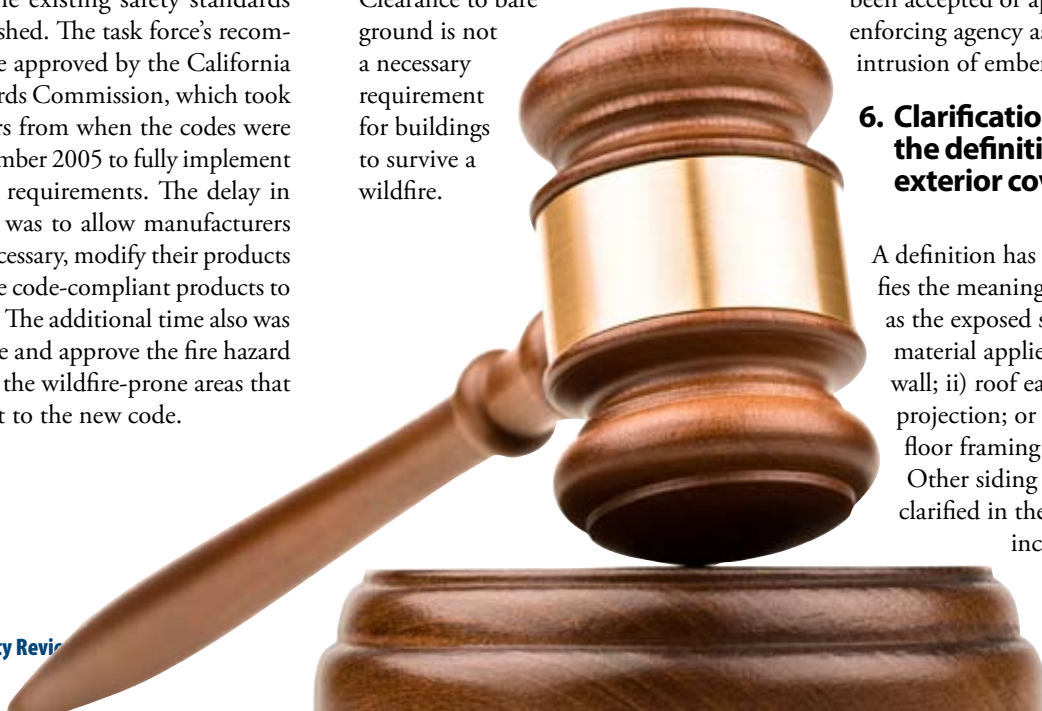 existing safety standards
shed. The task force's recom-
e approved by the California
rds Commission, which took
rs from when the codes were
mber 2005 to fully implement
requirements. The delay in
was to allow manufacturers
cessary, modify their products
e code-compliant products to
The additional time also was
e and approve the fire hazard
the wildfire-prone areas that
t to the new code.
Clearance to bare
ground is not
a necessary
requirement
for buildings
to survive a
wildfire.
been accepted or ap
enforcing agency as
intrusion of ember
6. Clarificatio
the definiti
exterior cov
A definition has
fies the meaning
as the exposed s
material applie
wall; ii) roof ea
projection; or
floor framing
Other siding
clarified in the
inc
ty Revie